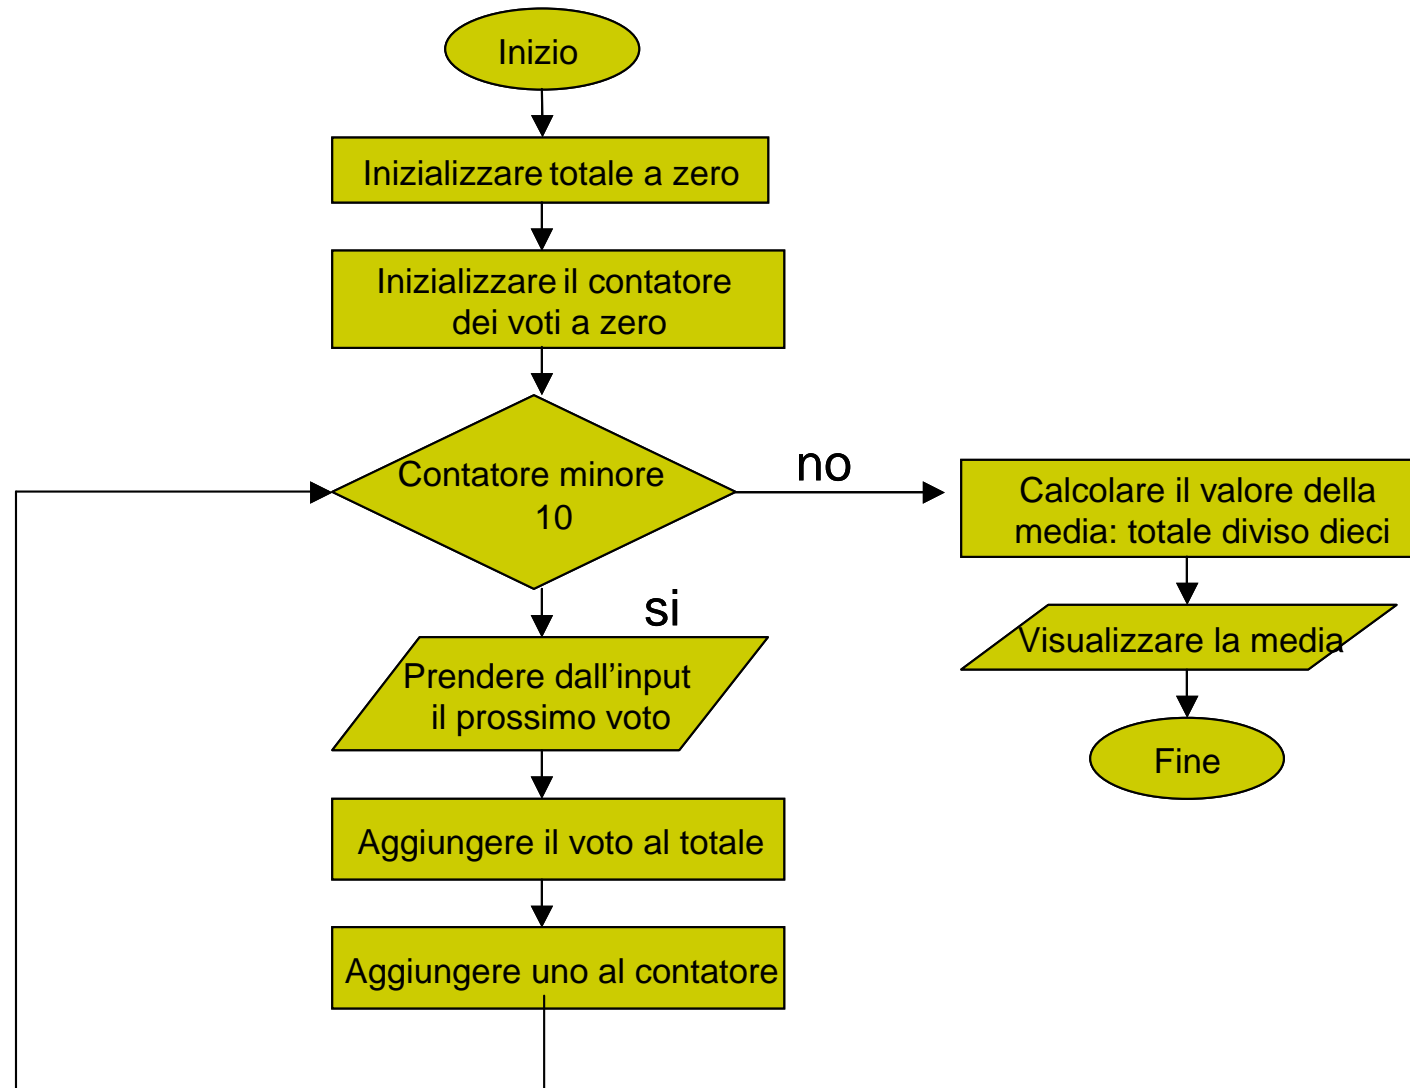 Inizio
Inizializzare totale a zero
Inizializzare il contatore
dei voti a zero
Contatore minore
10
no
si
Prendere dall'input
il prossimo voto
Aggiungere il voto al totale
Aggiungere uno al contatore
Calcolare il valore della
media: totale diviso dieci
Visualizzare la media
Fine